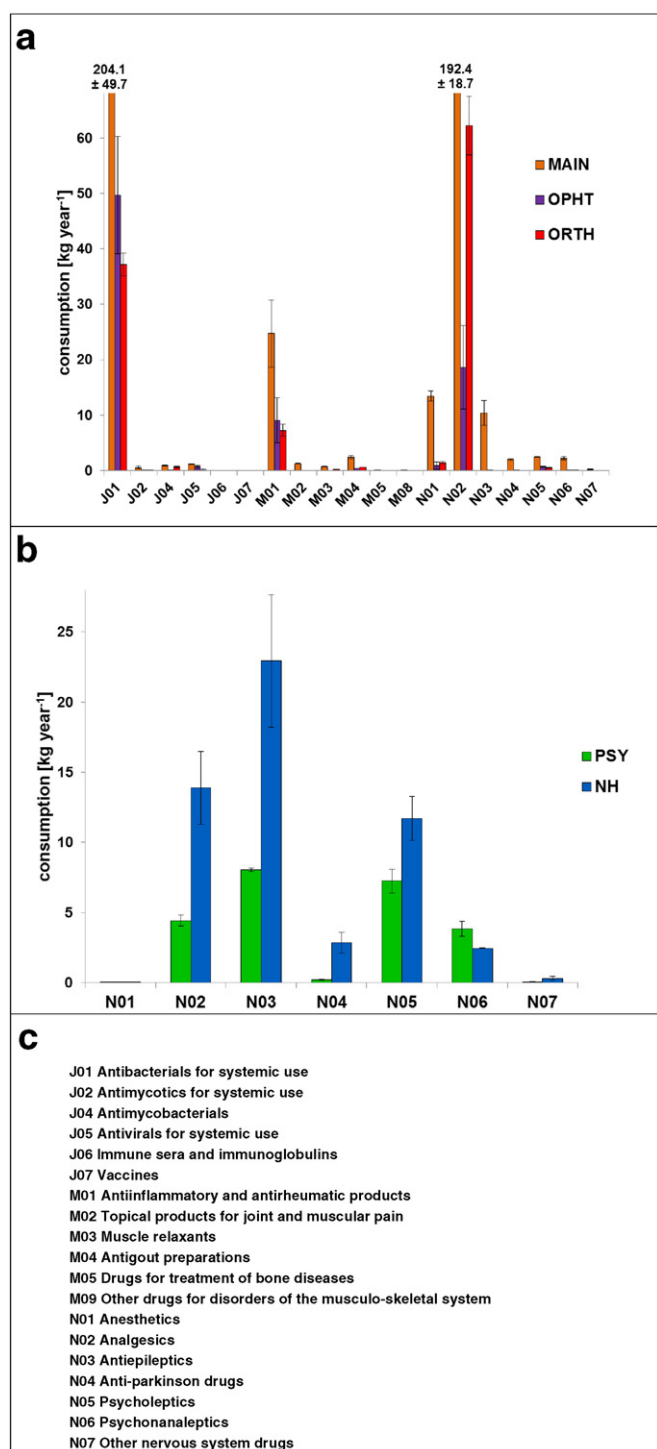 a
204.1
± 49.7
192.4
± 18.7
60
50
40
30
20
10
0
consumption [kg year⁻¹]
MAIN
OPHT
ORTH
J01 J02 J04 J05 J06 J07 M01 M02 M03 M04 M05 M08 N01 N02 N03 N04 N05 N06 N07
b
25
20
15
10
5
0
consumption [kg year⁻¹]
PSY
NH
N01 N02 N03 N04 N05 N06 N07
c
J01 Antibacterials for systemic use
J02 Antimycotics for systemic use
J04 Antimycobacterials
J05 Antivirals for systemic use
J06 Immune sera and immunoglobulins
J07 Vaccines
M01 Antiinflammatory and antirheumatic products
M02 Topical products for joint and muscular pain
M03 Muscle relaxants
M04 Antigout preparations
M05 Drugs for treatment of bone diseases
M09 Other drugs for disorders of the musculo-skeletal system
N01 Anesthetics
N02 Analgesics
N03 Antiepileptics
N04 Anti-parkinson drugs
N05 Psycholeptics
N06 Psychonanaleptics
N07 Other nervous system drugs